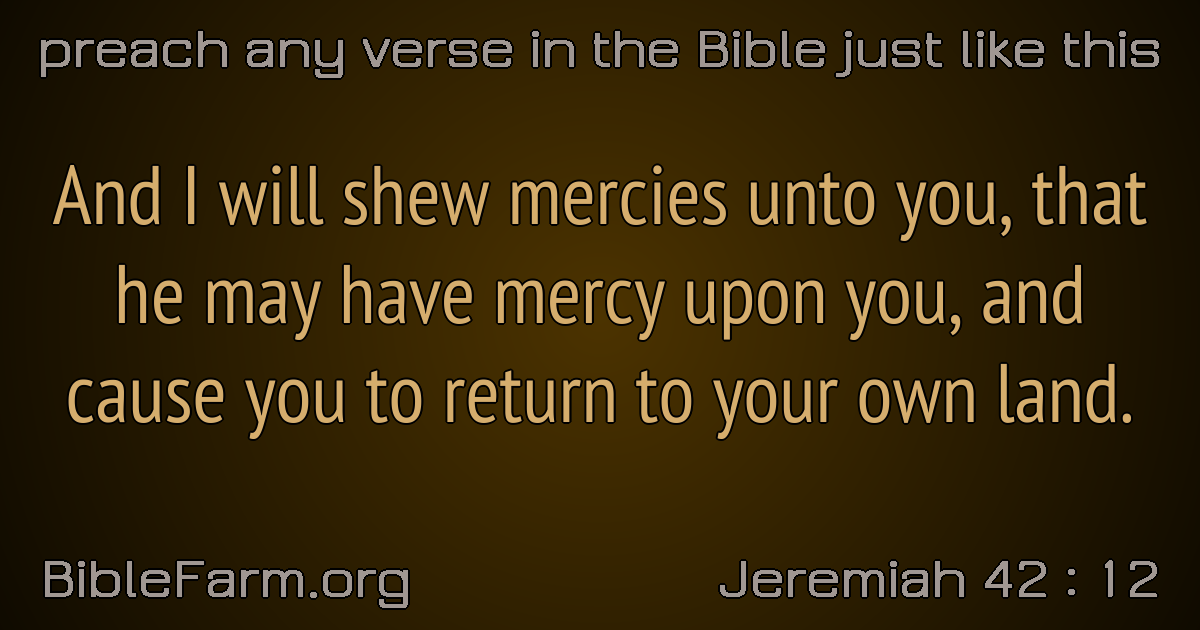 preach any verse in the Bible just like this
And I will shew mercies unto you, that
he may have mercy upon you, and
cause you to return to your own land.
BibleFarm.org
Jeremiah 42 : 12